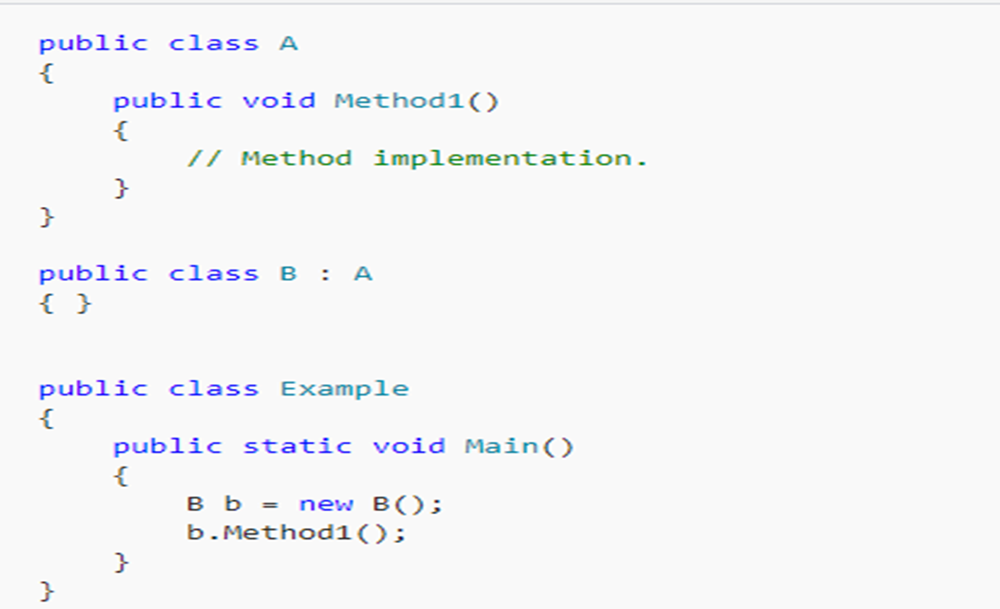 public class A
{
    public void Method1()
    {
        // Method implementation.
    }
}

public class B : A
{ }

public class Example
{
    public static void Main()
    {
        B b = new B();
        b.Method1();
    }
}